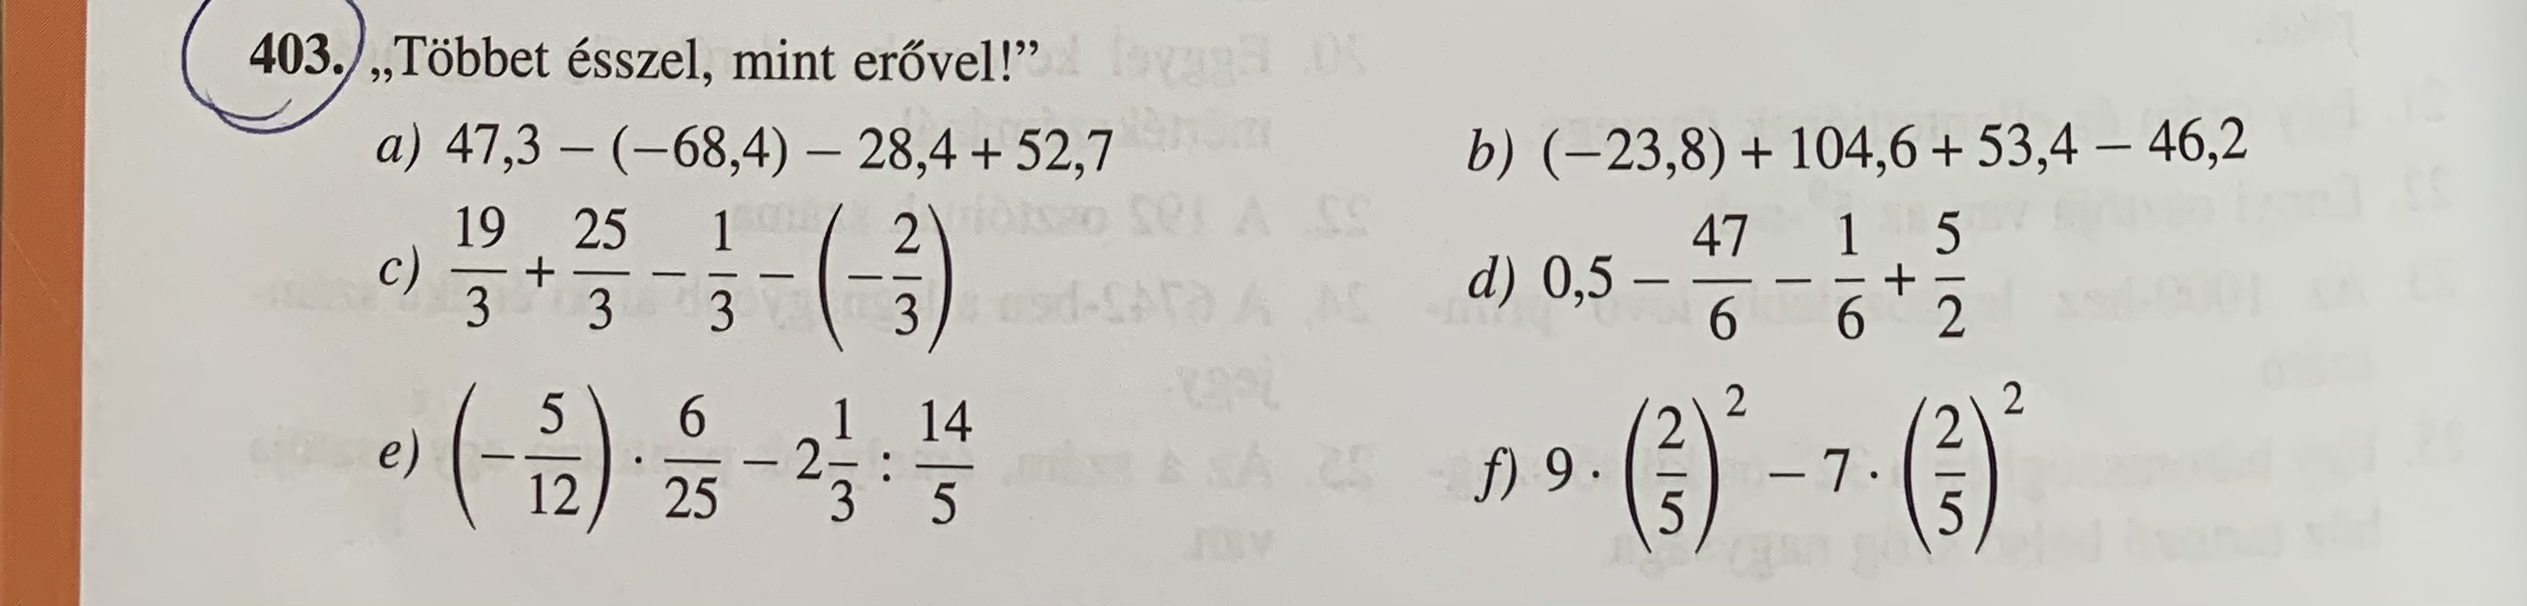 403. „Többet ésszel, mint erővel!”
a) 47,3 – (–68,4) – 28,4 + 52,7
b) (–23,8) + 104,6 + 53,4 – 46,2
c) 19/3 + 25/3 – 1/3 – (–2/3)
d) 0,5 – 47/6 – 1/6 + 5/2
e) (–5/12) · 6/25 – 2 1/3 : 14/5
f) 9 · (2/5)² – 7 · (2/5)²